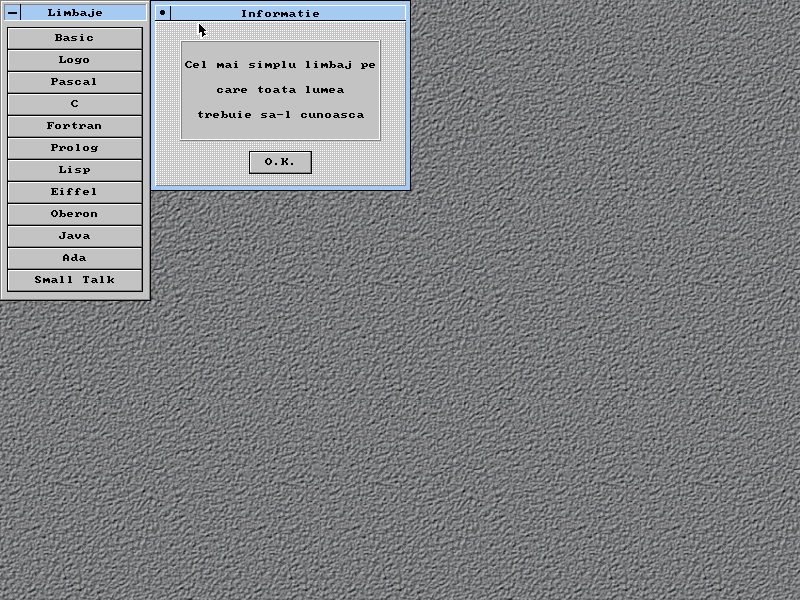 Limbaje
Basic
Logo
Pascal
C
Fortran
Prolog
Lisp
Eiffel
Oberon
Java
Ada
Small Talk
Informatie
Cel mai simplu limbaj pe
care toata lumea
trebuie sa-l cunoasca
O.K.